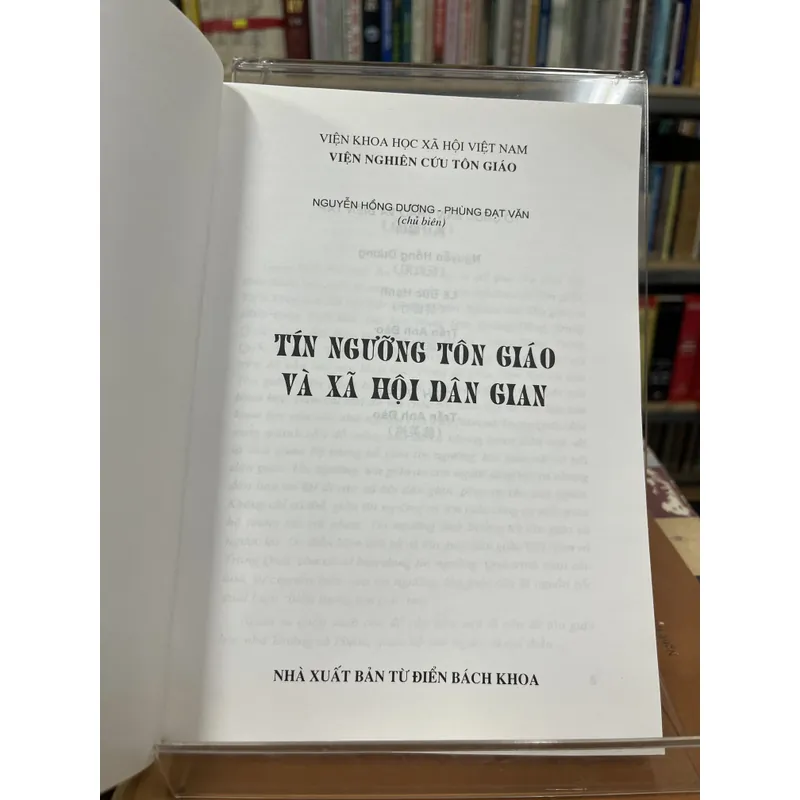 VIỆN KHOA HỌC XÃ HỘI VIỆT NAM
VIỆN NGHIÊN CỨU TÔN GIÁO
NGUYỄN HỒNG DƯƠNG - PHÙNG ĐẠT VĂN
(chủ biên)
TÍN NGƯỠNG TÔN GIÁO
VÀ XÃ HỘI DÂN GIAN
NHÀ XUẤT BẢN TỪ ĐIỂN BÁCH KHOA